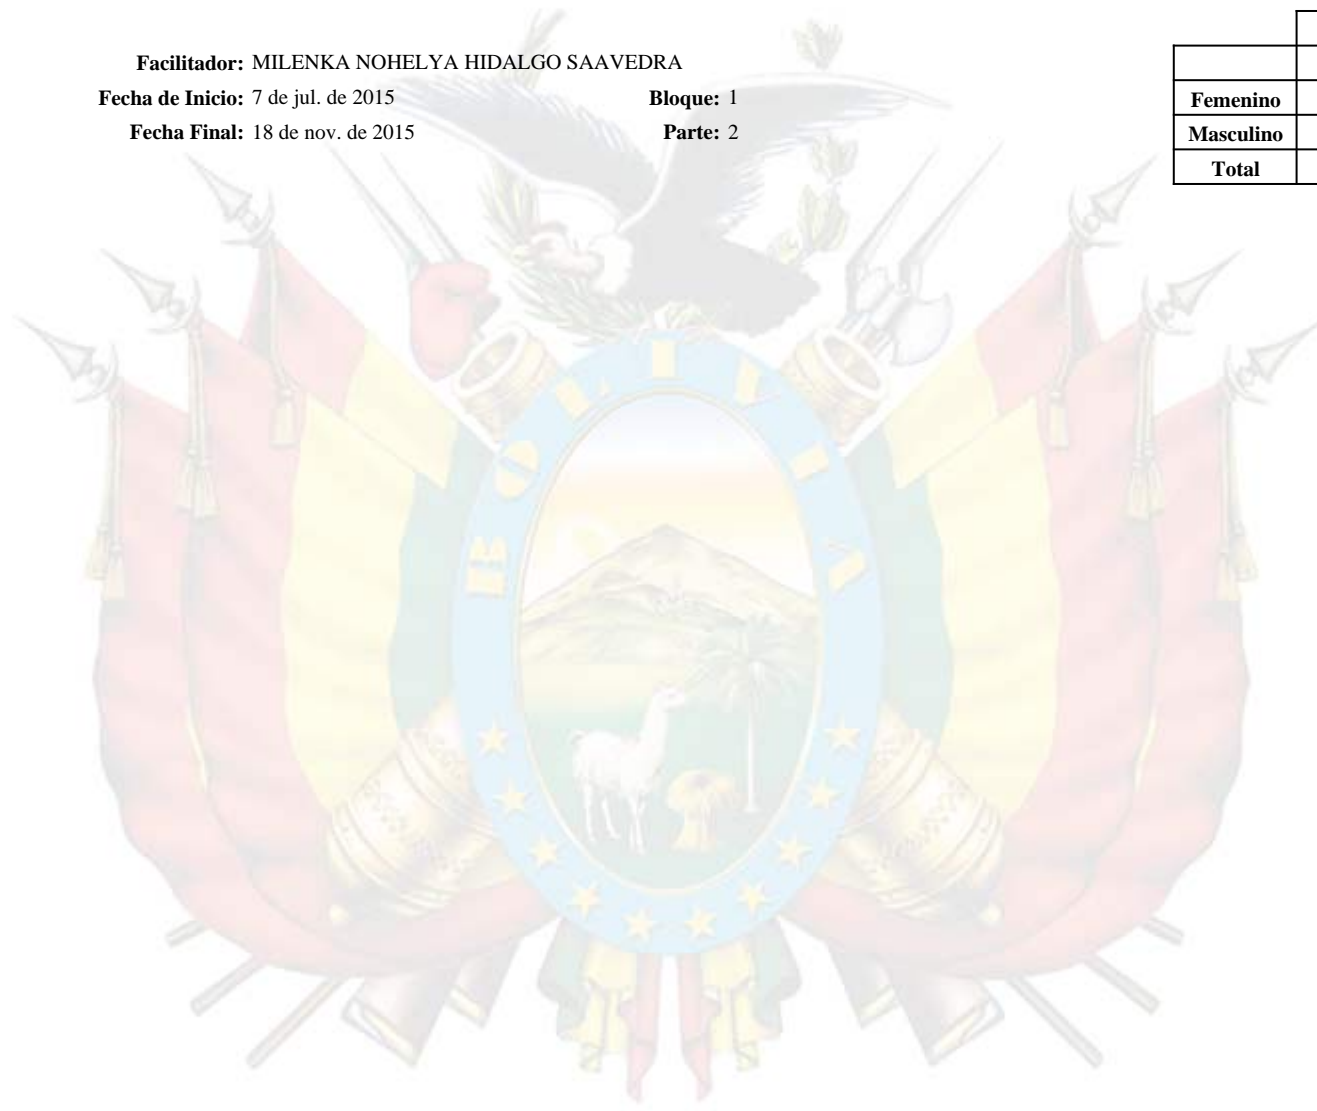 Facilitador: MILENKA NOHELYA HIDALGO SAAVEDRA
Fecha de Inicio: 7 de jul. de 2015 Bloque: 1
Fecha Final: 18 de nov. de 2015 Parte: 2
Femenino
Masculino
Total
BOLIVIA